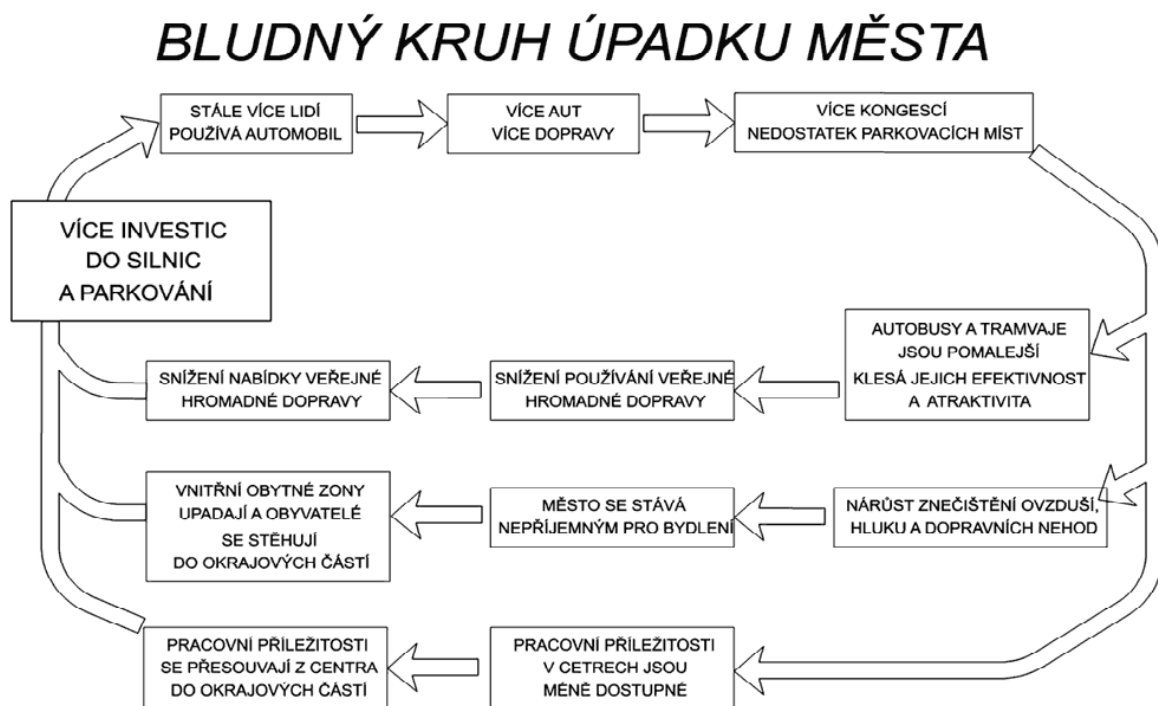 BLUDNÝ KRUH ÚPADKU MĚSTA
STÁLE VÍCE LIDÍ
POUŽÍVÁ AUTOMOBIL
VÍCE AUT
VÍCE DOPRAVY
VÍCE KONGESCÍ
NEDOSTATEK PARKOVACÍCH MÍST
VÍCE INVESTIC
DO SILNIC
A PARKOVÁNÍ
AUTOBUSY A TRAMVAJE
JSOU POMALEJŠÍ
KLESÁ JEJICH EFEKTIVNOST
A ATRAKTIVITA
SNÍŽENÍ POUŽÍVÁNÍ VEŘEJNÉ
HROMADNÉ DOPRAVY
SNÍŽENÍ NABÍDKY VEŘEJNÉ
HROMADNÉ DOPRAVY
NÁRŮST ZNEČIŠTĚNÍ OVZDUŠÍ,
HLUKU A DOPRAVNÍCH NEHOD
MĚSTO SE STÁVÁ
NEPŘÍJEMNÝM PRO BYDLENÍ
VNITŘNÍ OBYTNÉ ZONY
UPADAJÍ A OBYVATELÉ
SE STĚHUJÍ
DO OKRAJOVÝCH ČÁSTÍ
PRACOVNÍ PŘÍLEŽITOSTI
V CETRECH JSOU
MÉNĚ DOSTUPNÉ
PRACOVNÍ PŘÍLEŽITOSTI
SE PŘESOUVAJÍ Z CENTRA
DO OKRAJOVÝCH ČÁSTÍ